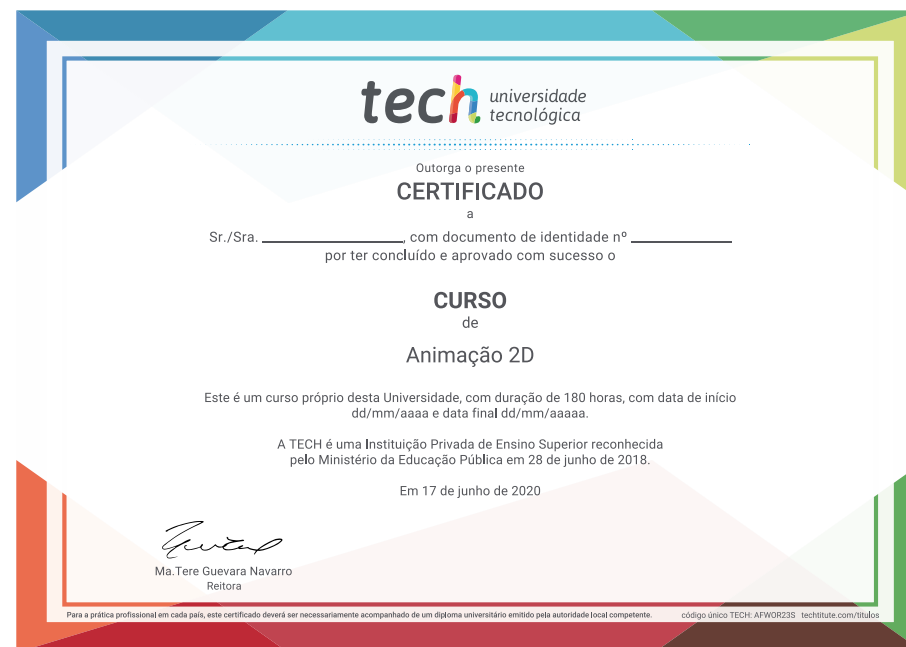 tech universidade
tecnológica
Outorga o presente
CERTIFICADO
a
Sr./Sra. ________________, com documento de identidade nº ____________
por ter concluído e aprovado com sucesso o
CURSO
de
Animação 2D
Este é um curso próprio desta Universidade, com duração de 180 horas, com data de início
dd/mm/aaaa e data final dd/mm/aaaaa.
A TECH é uma Instituição Privada de Ensino Superior reconhecida
pelo Ministério da Educação Pública em 28 de junho de 2018.
Em 17 de junho de 2020
Ma.Tere Guevara Navarro
Reitora
Para a prática profissional em cada país, este certificado deverá ser necessariamente acompanhado de um diploma universitário emitido pela autoridade local competente. código único TECH: AFWOR23S techtitute.com/titulos